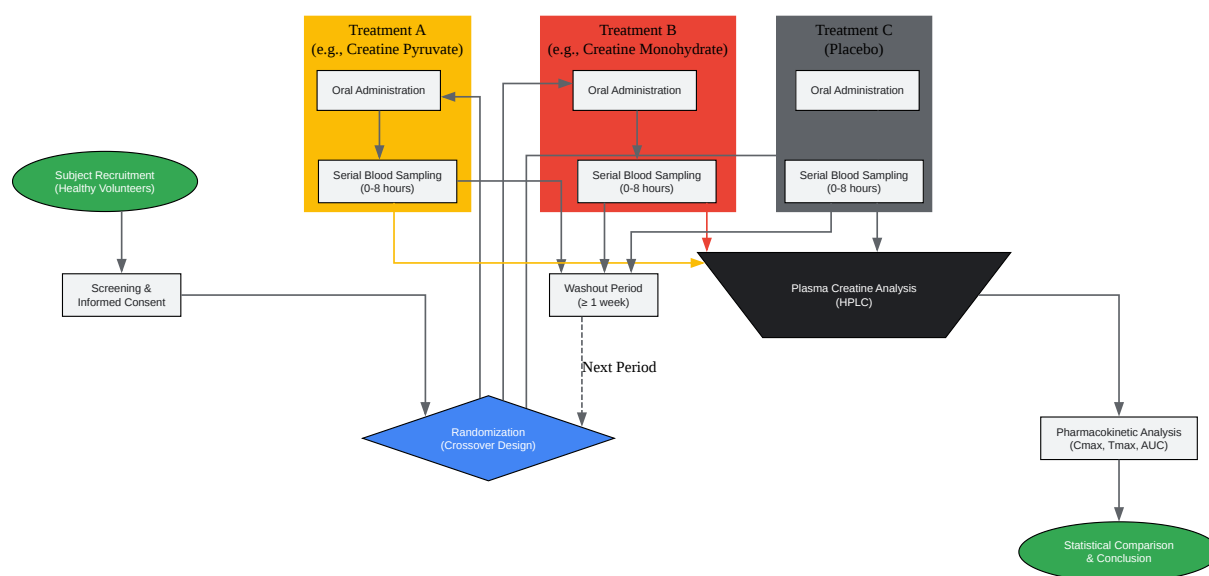 Treatment A
(e.g., Creatine Pyruvate)
Treatment B
(e.g., Creatine Monohydrate)
Treatment C
(Placebo)
Oral Administration
Oral Administration
Oral Administration
Subject Recruitment
(Healthy Volunteers)
Serial Blood Sampling
(0-8 hours)
Serial Blood Sampling
(0-8 hours)
Serial Blood Sampling
(0-8 hours)
Screening &
Informed Consent
Washout Period
(≥ 1 week)
Plasma Creatine Analysis
(HPLC)
Next Period
Randomization
(Crossover Design)
Pharmacokinetic Analysis
(Cmax, Tmax, AUC)
Statistical Comparison
& Conclusion